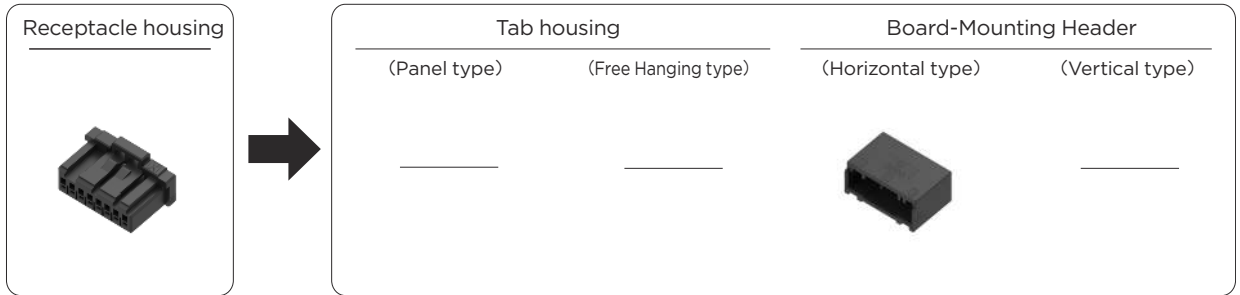 Receptacle housing
Tab housing
Board-Mounting Header
(Panel type)
(Free Hanging type)
(Horizontal type)
(Vertical type)